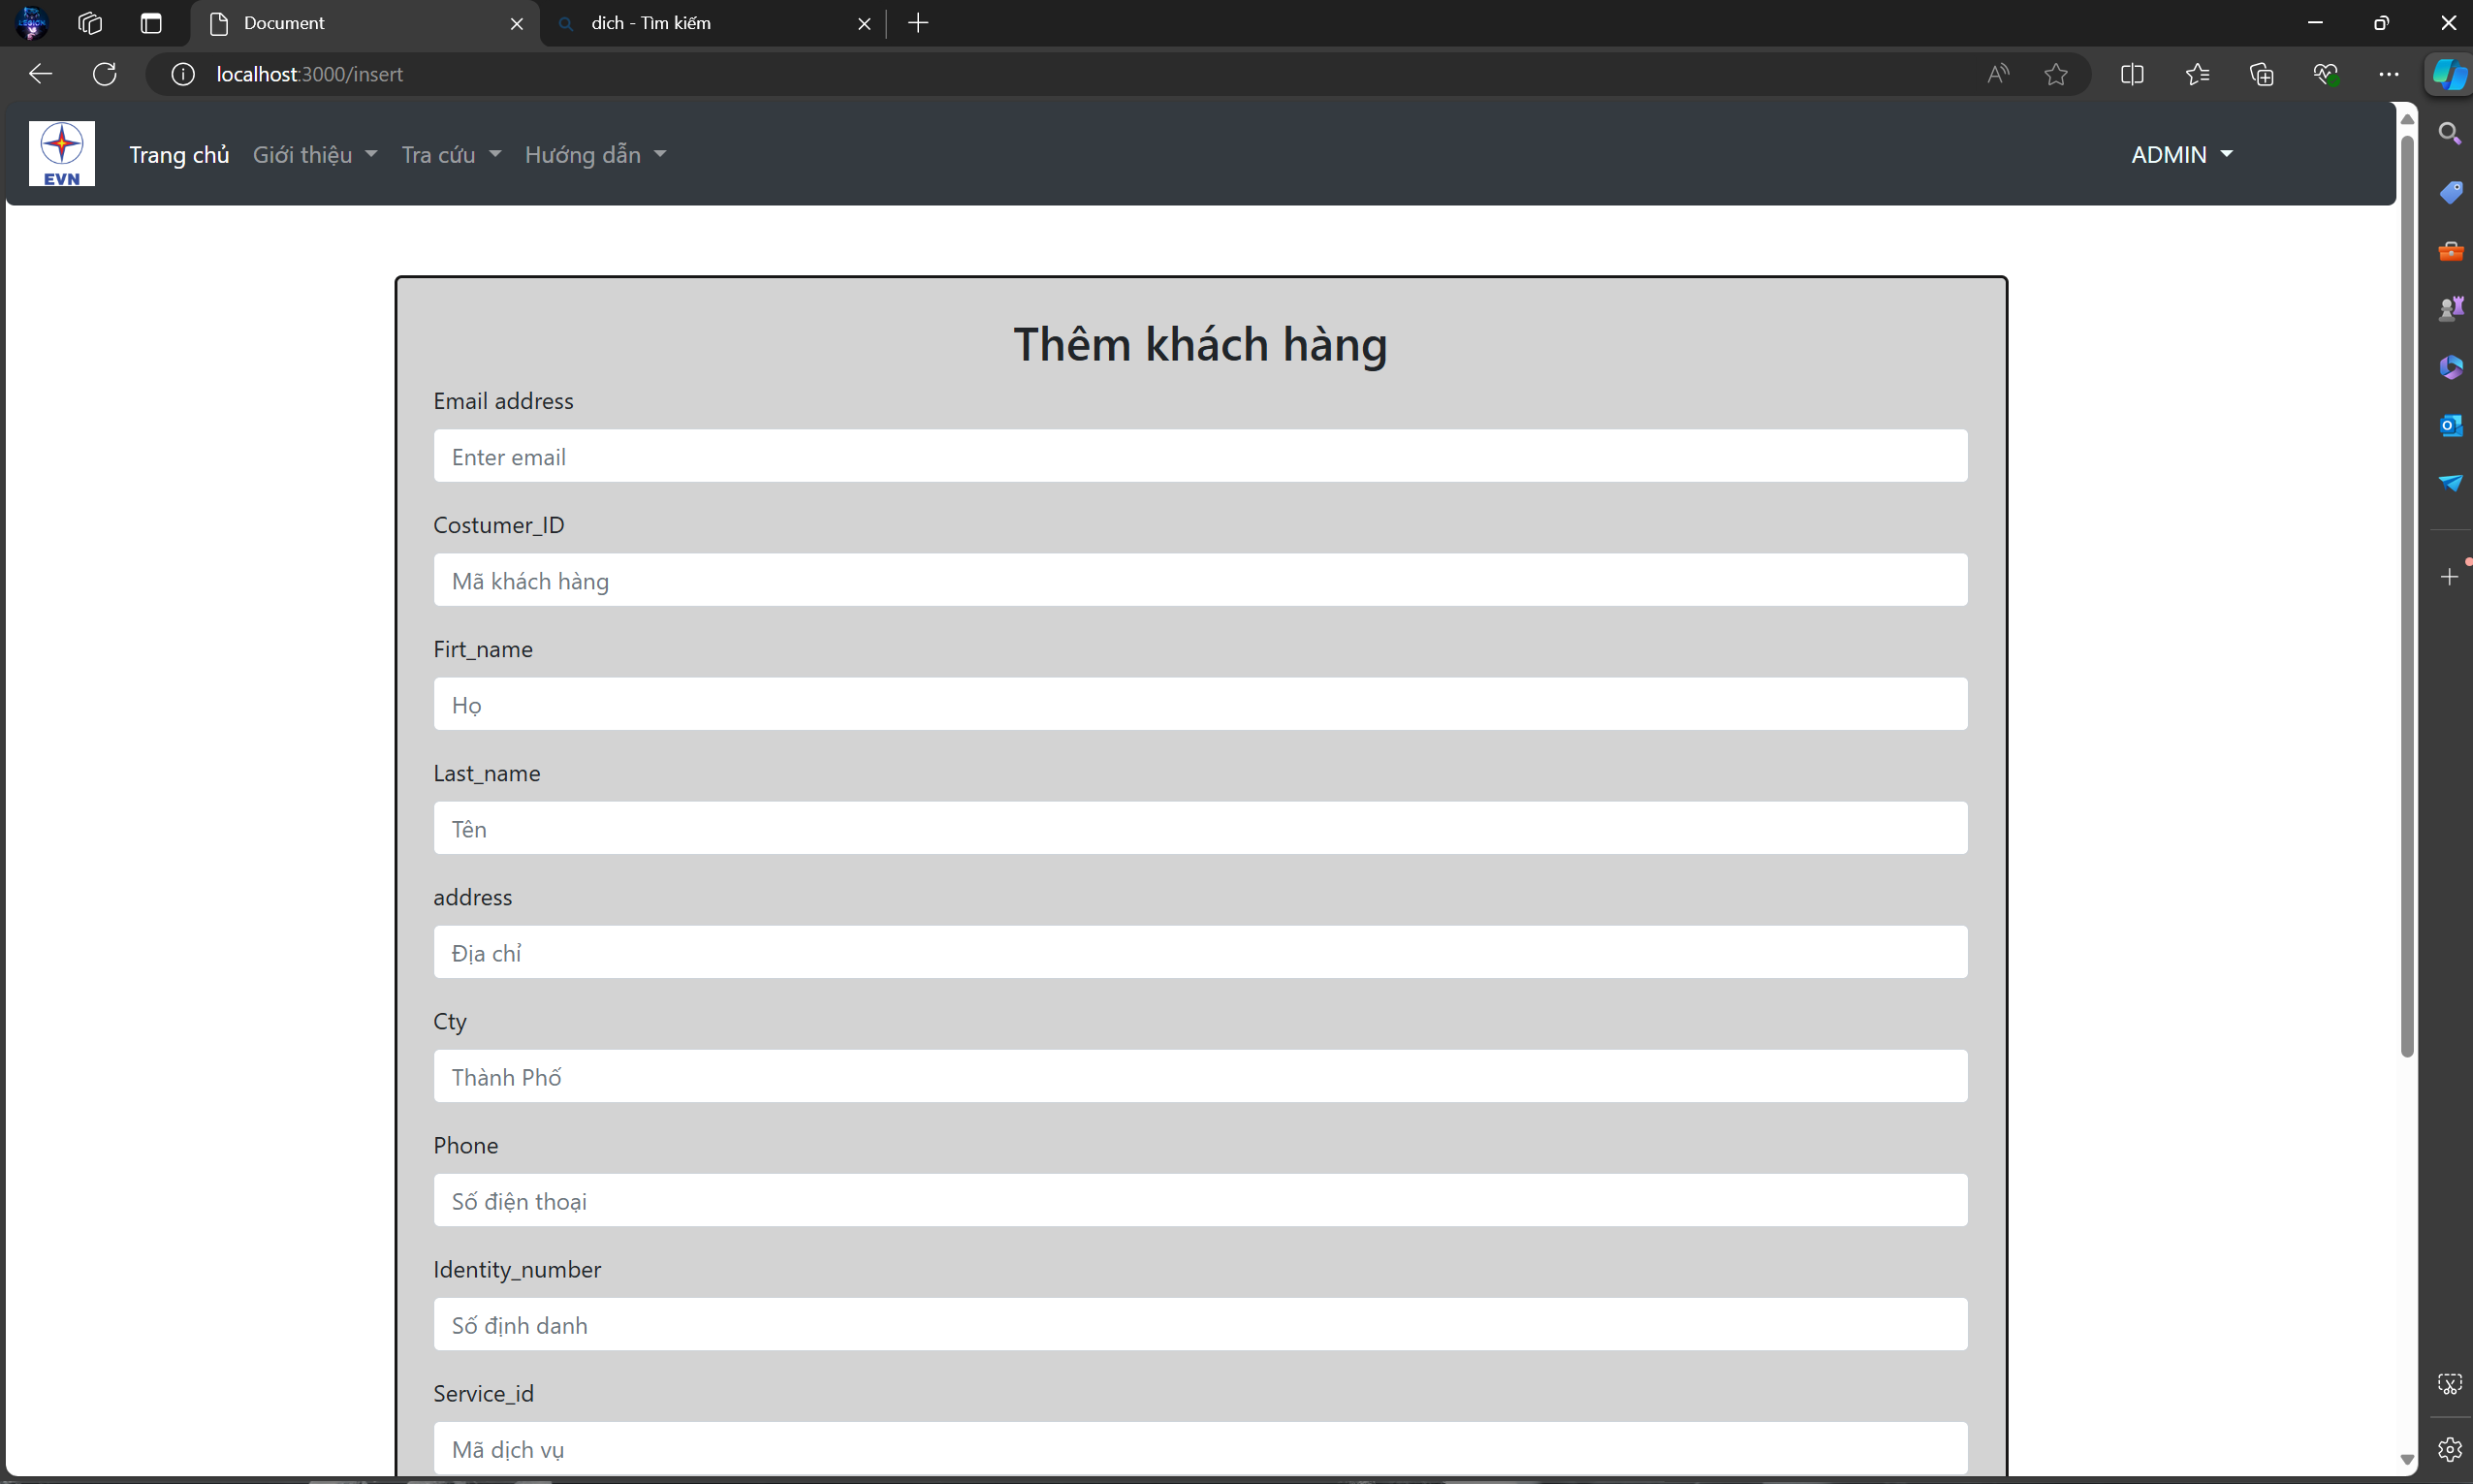 Document
dich - Tìm kiếm
localhost:3000/insert
EVN
Trang chủ Giới thiệu Tra cứu Hướng dẫn ADMIN
Thêm khách hàng
Email address
Enter email
Costumer_ID
Mã khách hàng
Firt_name
Họ
Last_name
Tên
address
Địa chỉ
Cty
Thành Phố
Phone
Số điện thoại
Identity_number
Số định danh
Service_id
Mã dịch vụ